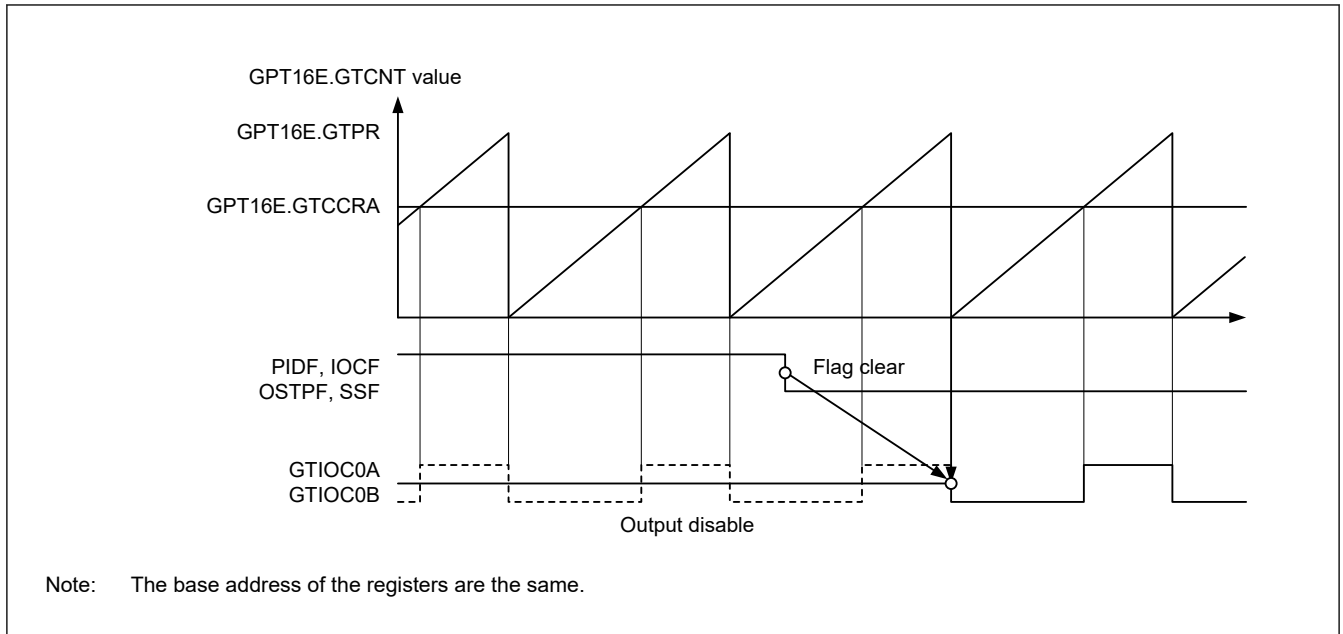 GPT16E.GTCNT value
GPT16E.GTPR
GPT16E.GTCCRA
PIDF, IOCF
Flag clear
OSTPF, SSF
GTIOC0A
GTIOC0B
Output disable
Note: The base address of the registers are the same.